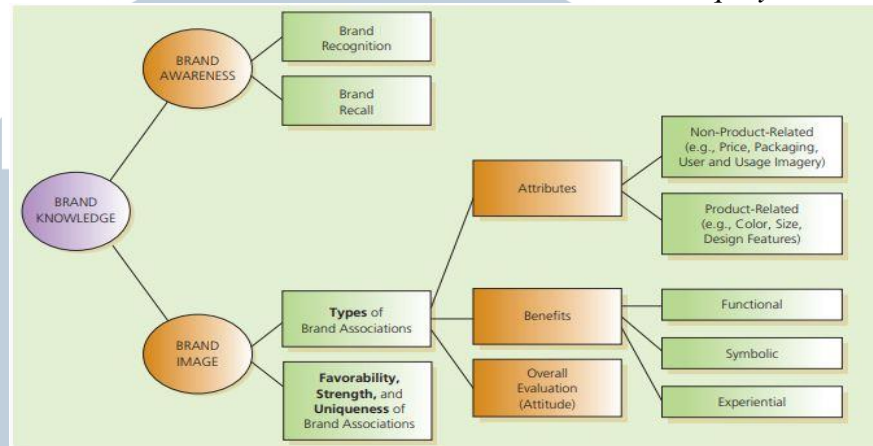 BRAND
AWARENESS
Brand
Recognition
Brand
Recall
BRAND
KNOWLEDGE
BRAND
IMAGE
Types of
Brand Associations
Favorability,
Strength, and
Uniqueness of
Brand Associations
Attributes
Non-Product-Related
(e.g., Price, Packaging,
User and Usage Imagery)
Product-Related
(e.g., Color, Size,
Design Features)
Benefits
Functional
Symbolic
Experiential
Overall
Evaluation
(Attitude)